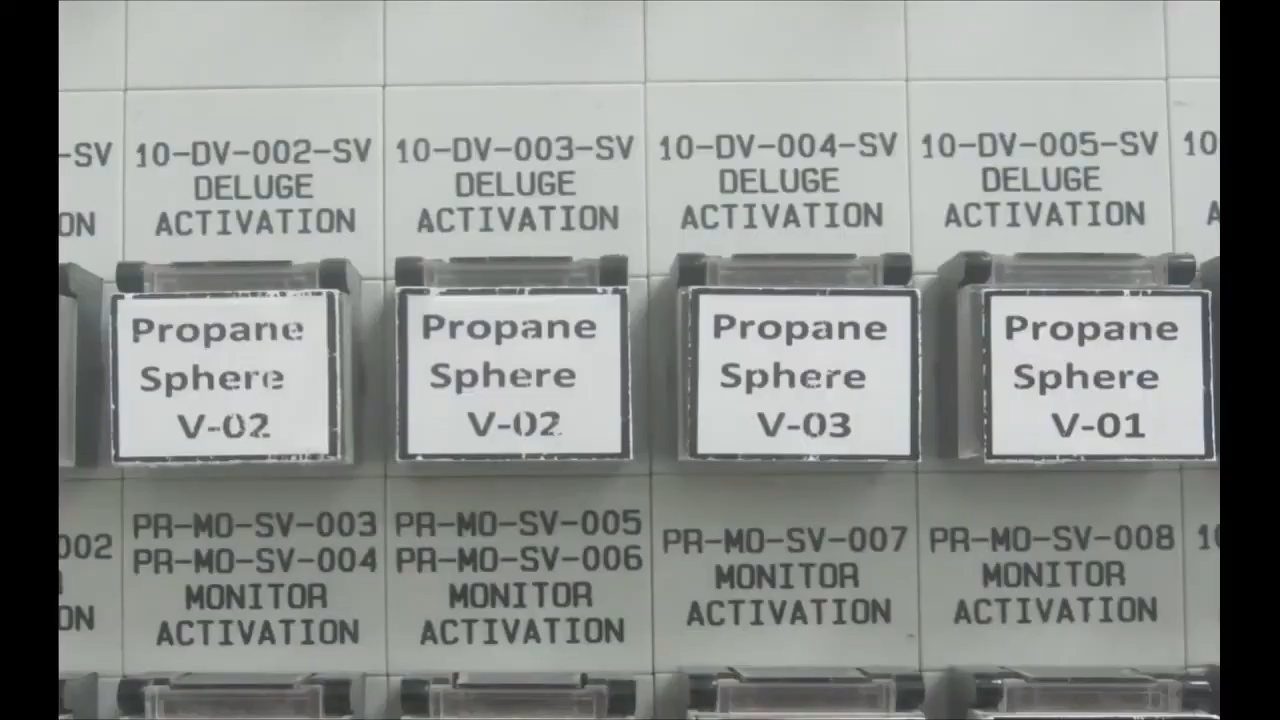 -SV
ON
10-DV-002-SV
DELUGE
ACTIVATION
10-DV-003-SV
DELUGE
ACTIVATION
10-DV-004-SV
DELUGE
ACTIVATION
10-DV-005-SV
DELUGE
ACTIVATION
10
A
Propane
Sphere
V-02
Propane
Sphere
V-02
Propane
Sphere
V-03
Propane
Sphere
V-01
002
ON
PR-MO-SV-003
PR-MO-SV-004
MONITOR
ACTIVATION
PR-MO-SV-005
PR-MO-SV-006
MONITOR
ACTIVATION
PR-MO-SV-007
MONITOR
ACTIVATION
PR-MO-SV-008
MONITOR
ACTIVATION